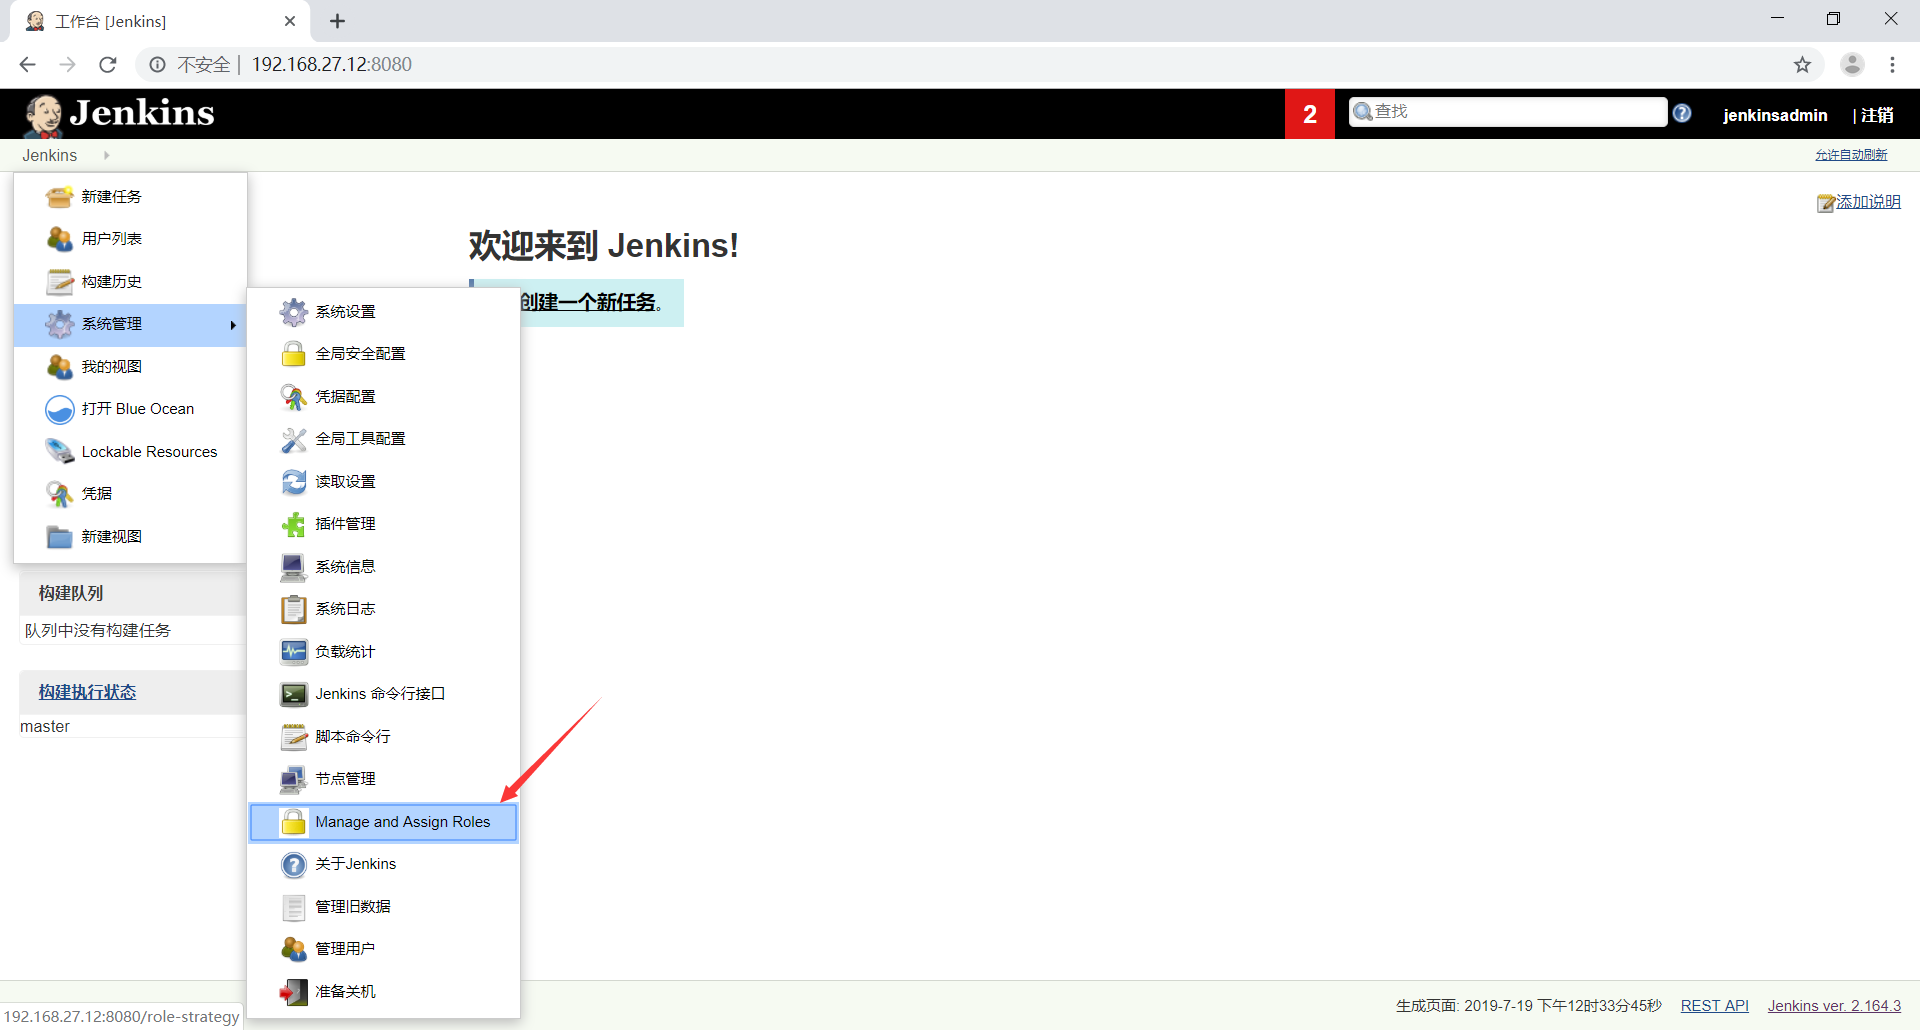 工作台 [Jenkins]
不安全 | 192.168.27.12:8080
Jenkins
2
查找
jenkinsadmin
| 注销
Jenkins
允许自动刷新
新建任务
用户列表
构建历史
系统管理
我的视图
打开 Blue Ocean
Lockable Resources
凭据
新建视图
系统设置
全局安全配置
凭据配置
全局工具配置
读取设置
插件管理
系统信息
系统日志
负载统计
Jenkins 命令行接口
脚本命令行
节点管理
Manage and Assign Roles
关于Jenkins
管理旧数据
管理用户
准备关机
添加说明
欢迎来到 Jenkins!
创建一个新任务。
构建队列
队列中没有构建任务
构建执行状态
master
192.168.27.12:8080/role-strategy
生成页面: 2019-7-19 下午12时33分45秒
REST API
Jenkins ver. 2.164.3